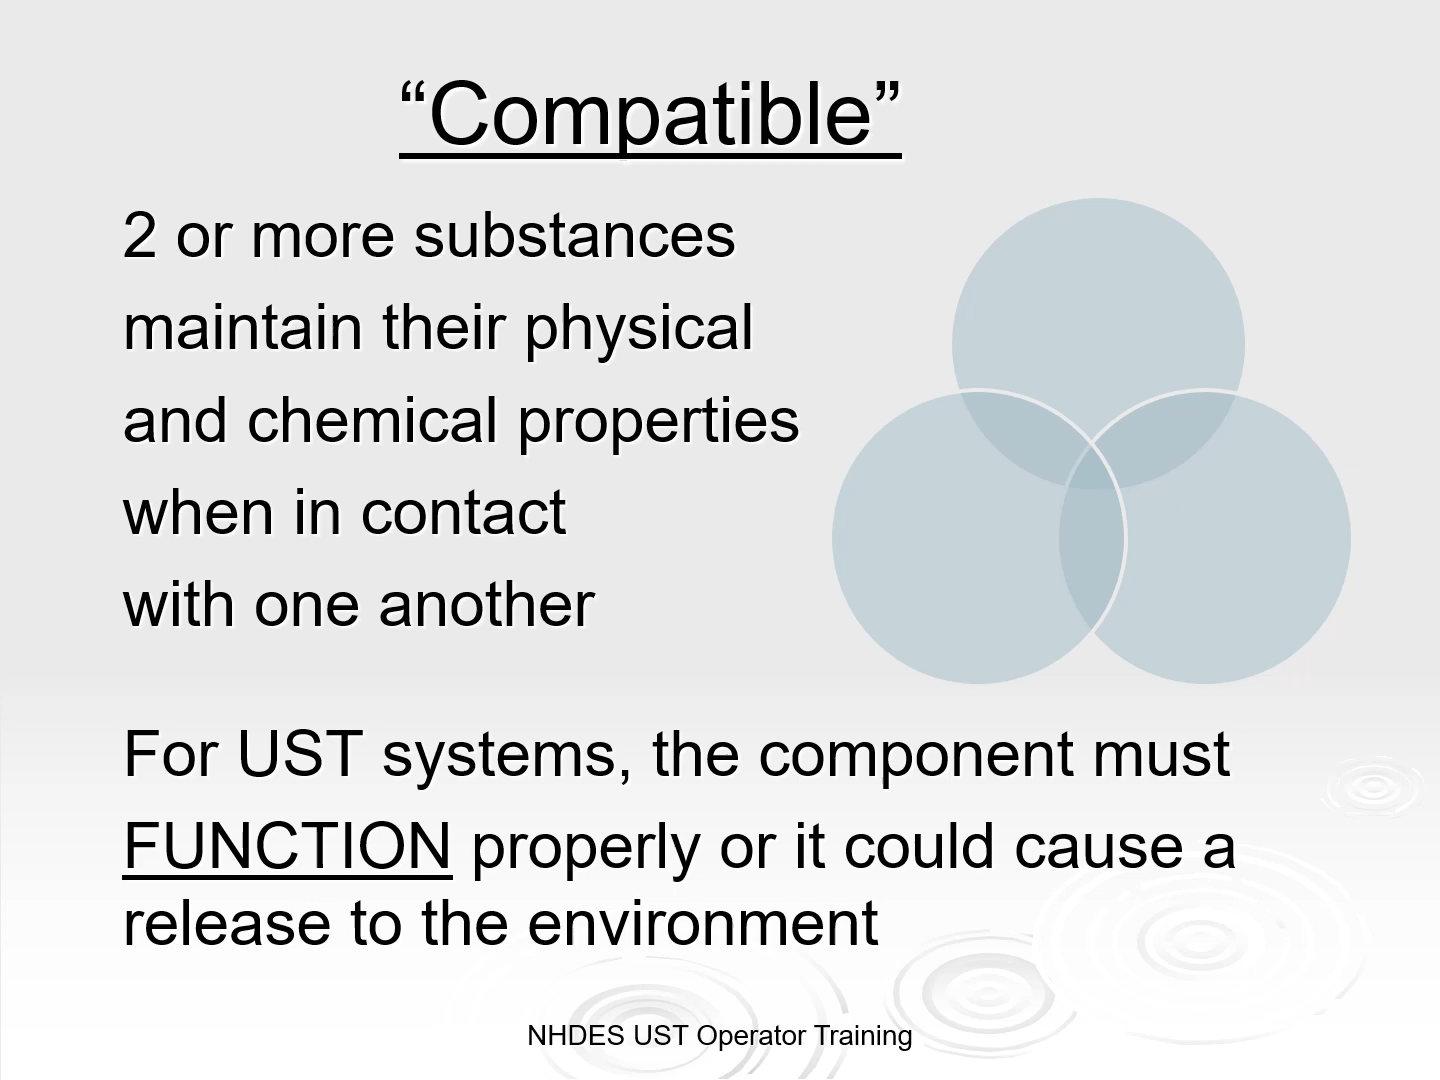 “Compatible”
2 or more substances
maintain their physical
and chemical properties
when in contact
with one another
For UST systems, the component must
FUNCTION properly or it could cause a
release to the environment
NHDES UST Operator Training